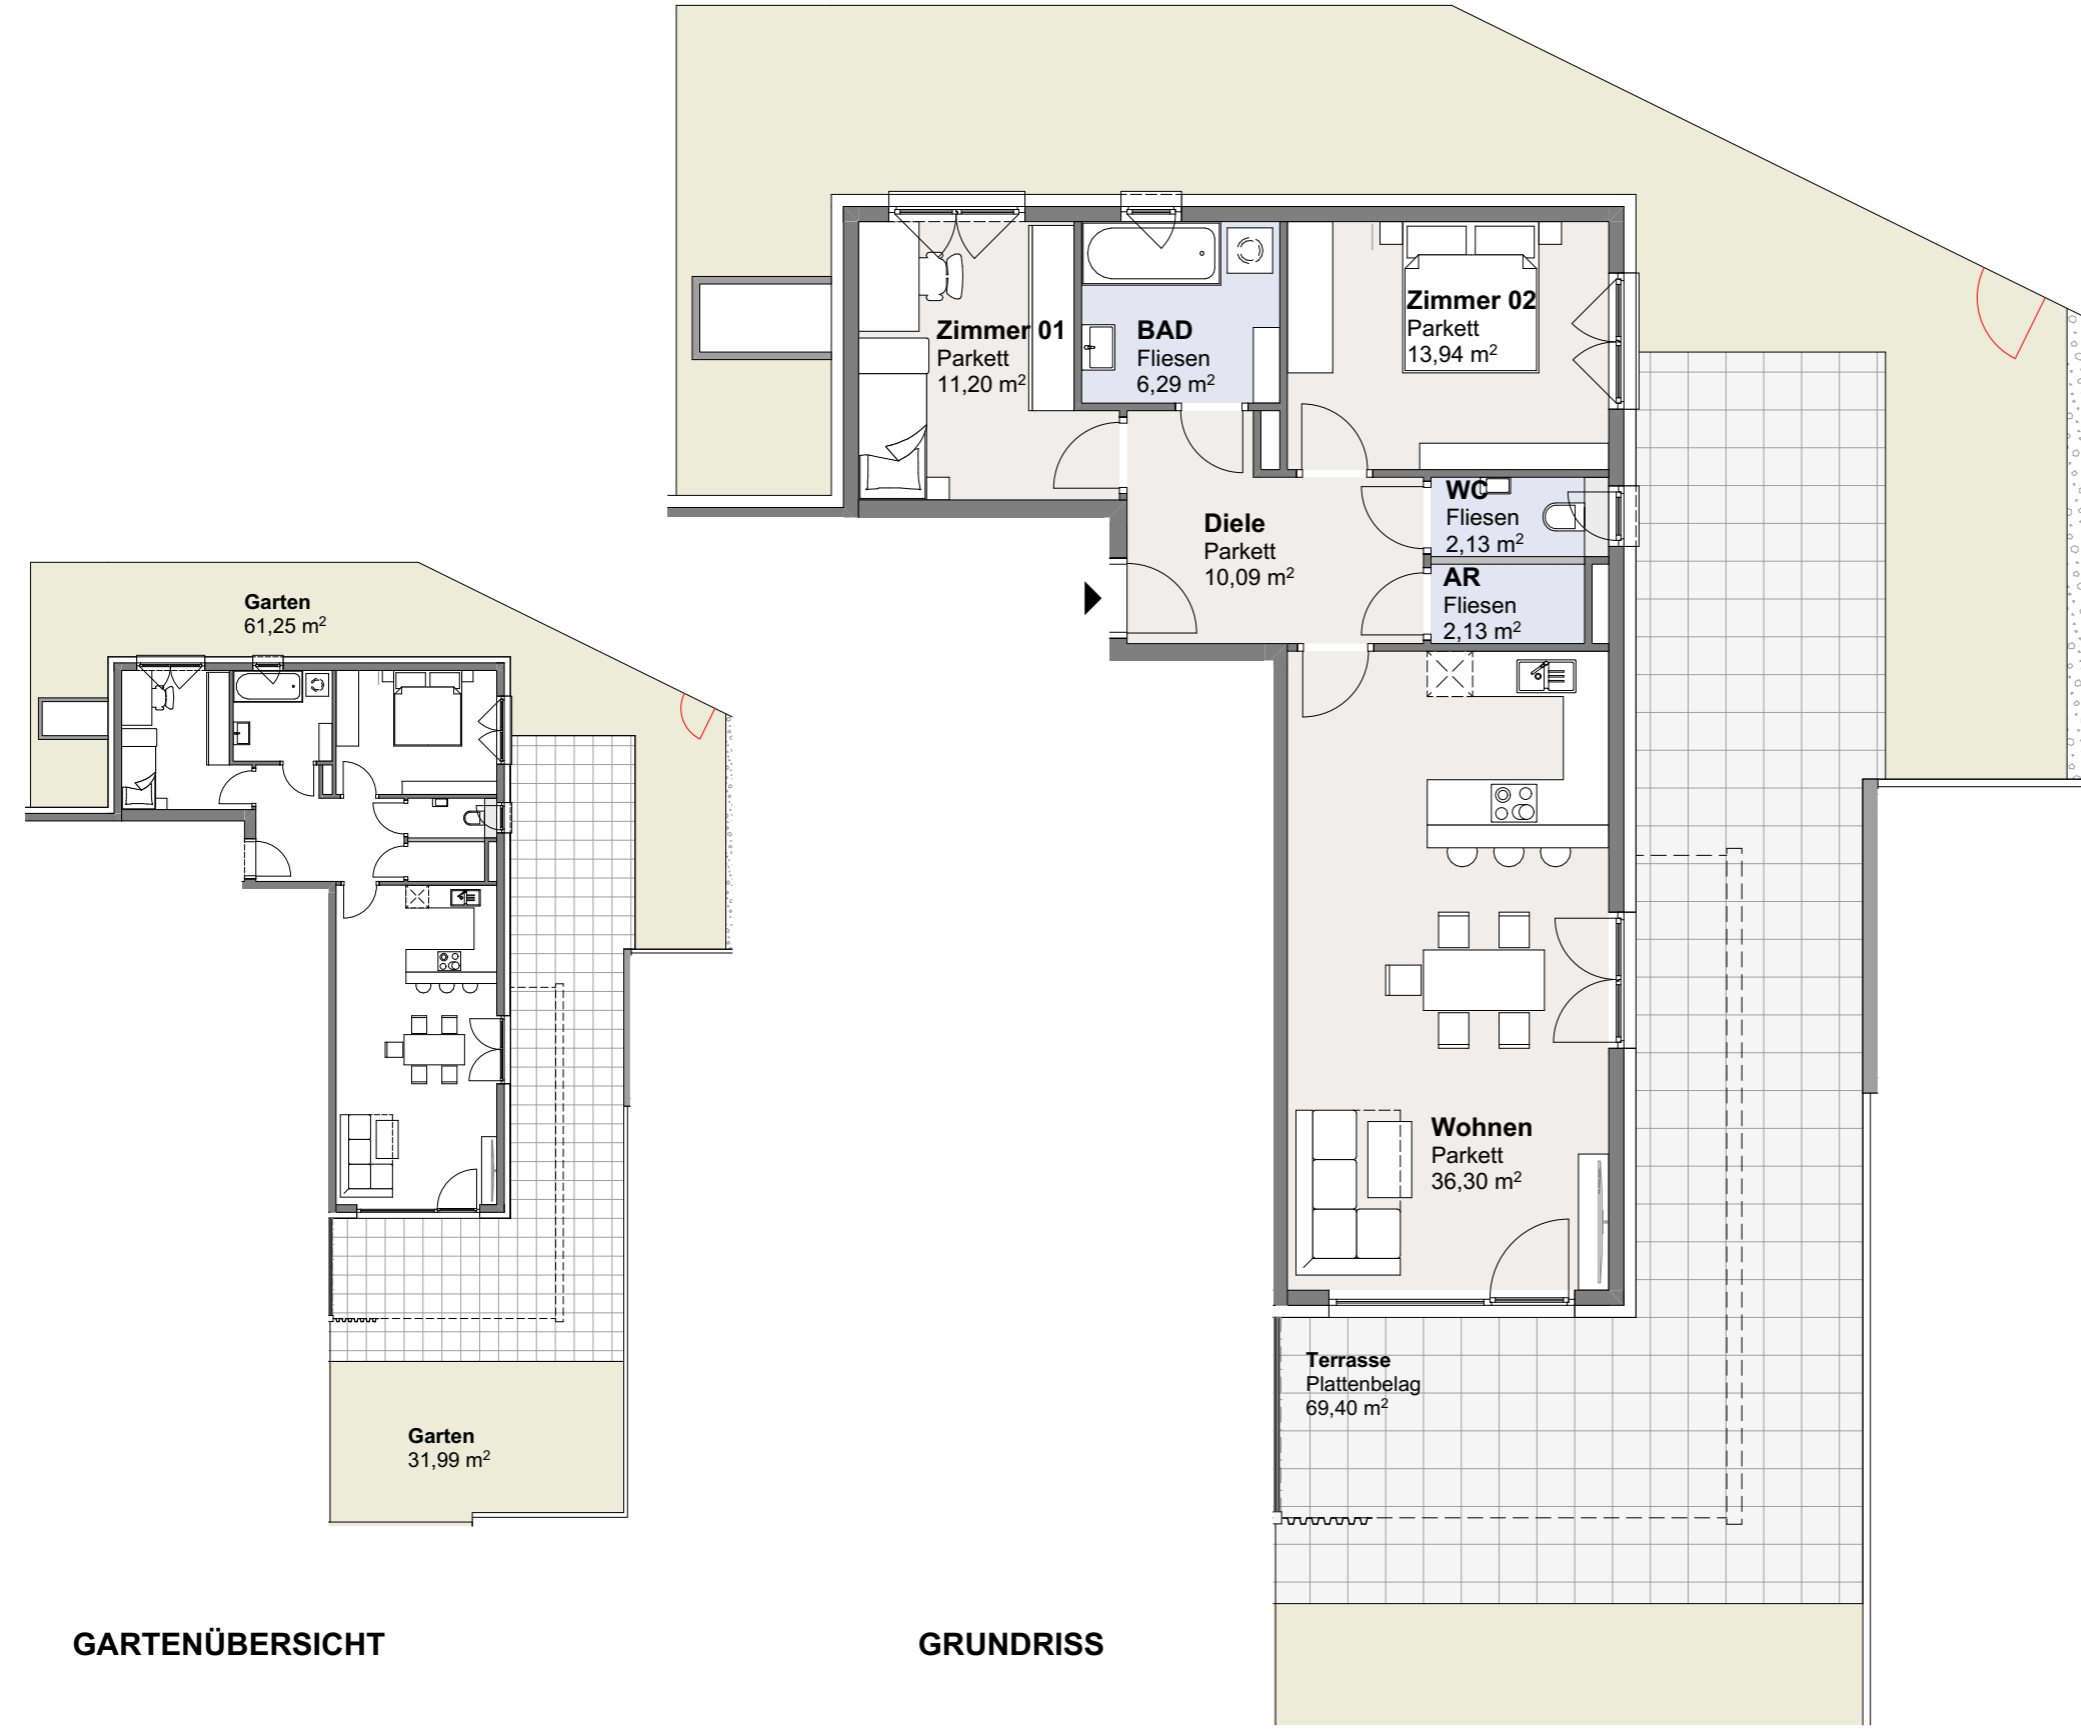 Zimmer 01
Parkett
11,20 m²
BAD
Fliesen
6,29 m²
Zimmer 02
Parkett
13,94 m²
WC
Fliesen
2,13 m²
Diele
Parkett
10,09 m²
AR
Fliesen
2,13 m²
Garten
61,25 m²
Wohnen
Parkett
36,30 m²
Terrasse
Plattenbelag
69,40 m²
Garten
31,99 m²
GARTENÜBERSICHT
GRUNDRISS